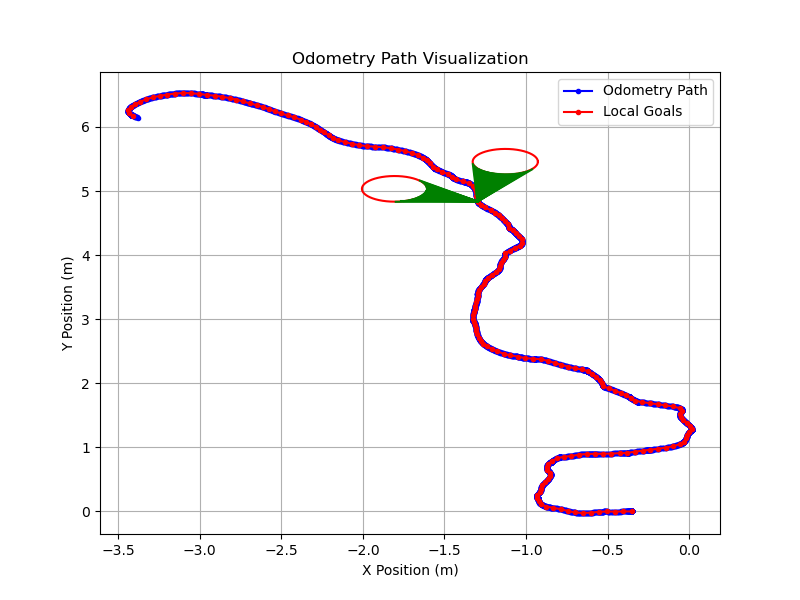 Odometry Path Visualization
Odometry Path
Local Goals
Y Position (m)
6
5
4
3
2
1
0
−3.5 −3.0 −2.5 −2.0 −1.5 −1.0 −0.5 0.0
X Position (m)